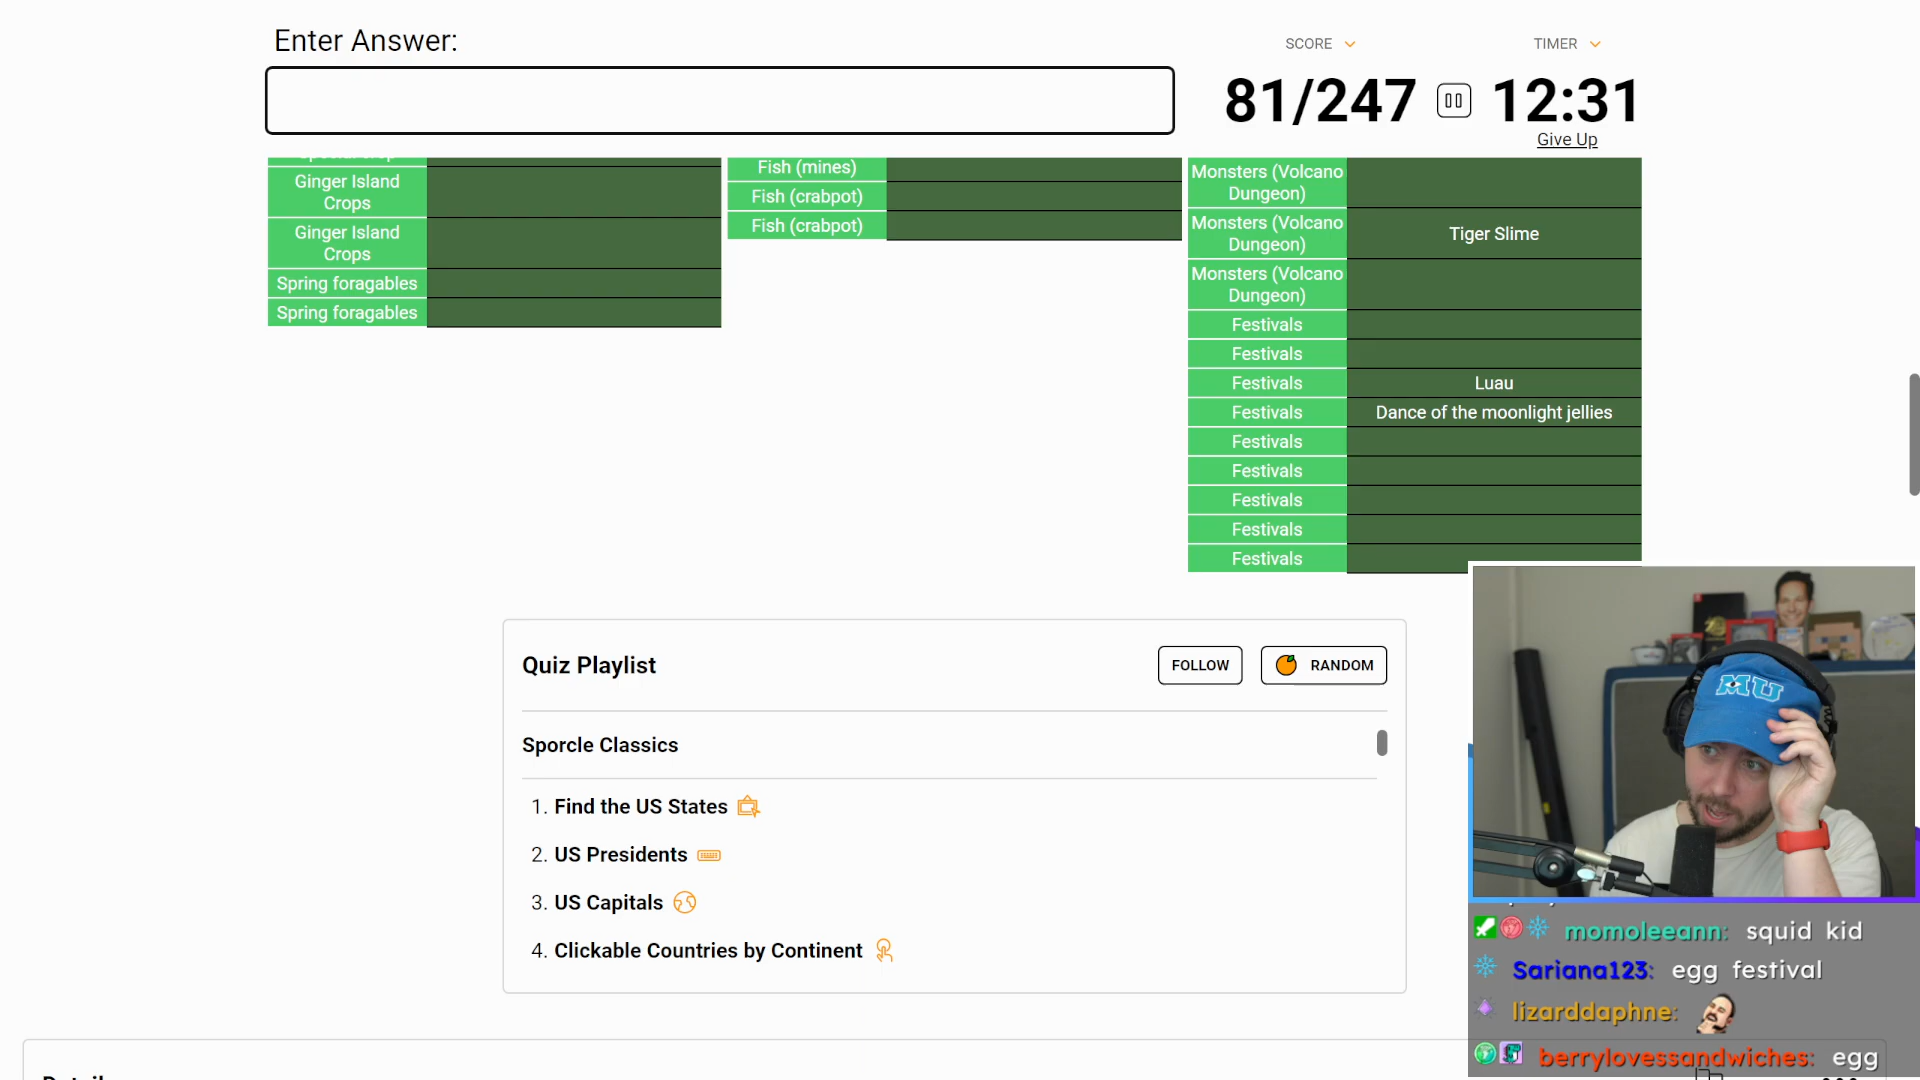 Enter Answer:
SCORE
TIMER
81/247
12:31
Give Up
Ginger Island
Crops
Ginger Island
Crops
Spring foragables
Spring foragables
Fish (mines)
Fish (crabpot)
Fish (crabpot)
Monsters (Volcano
Dungeon)
Monsters (Volcano
Dungeon)
Tiger Slime
Monsters (Volcano
Dungeon)
Festivals
Festivals
Festivals
Luau
Festivals
Dance of the moonlight jellies
Festivals
Festivals
Festivals
Festivals
Festivals
Quiz Playlist
FOLLOW
RANDOM
Sporcle Classics
1. Find the US States
2. US Presidents
3. US Capitals
4. Clickable Countries by Continent
MU
momoleeann: squid kid
Sariana123: egg festival
lizarddaphne:
berrylovessandwiches: egg